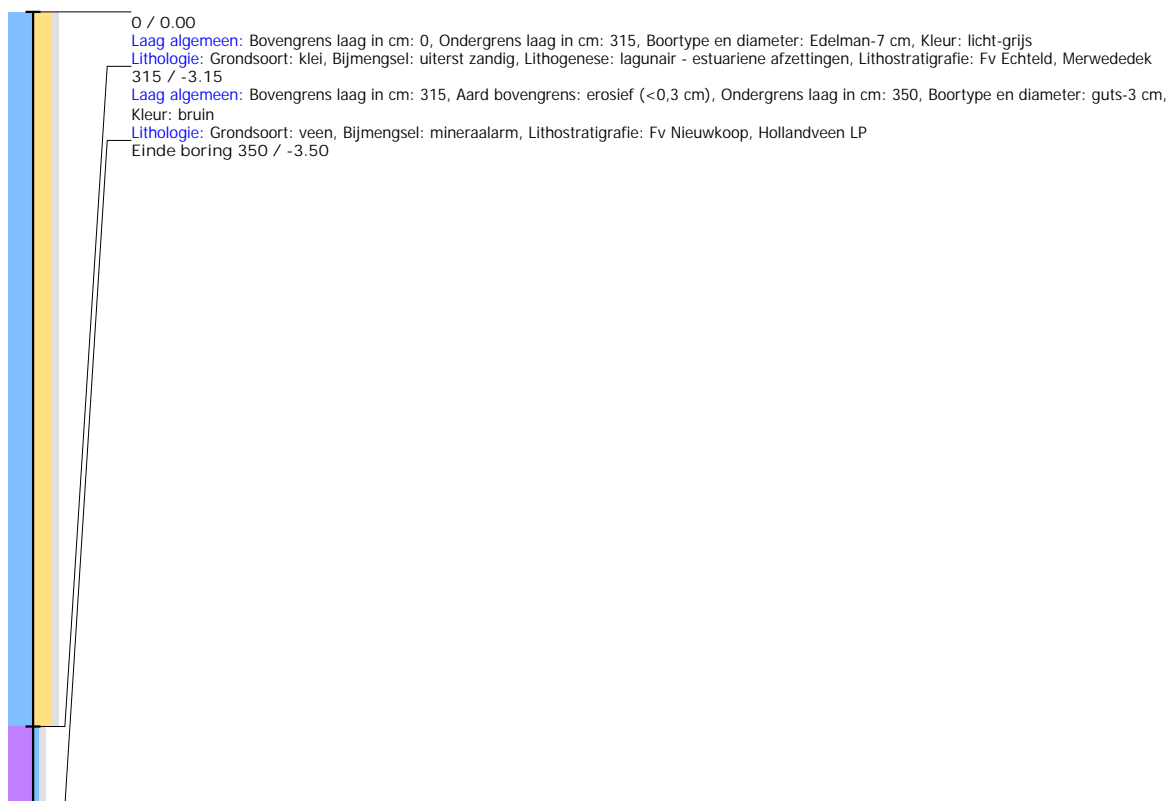 0 / 0.00
Laag algemeen: Bovengrens laag in cm: 0, Ondergrens laag in cm: 315, Boortype en diameter: Edelman-7 cm, Kleur: licht-grijs
Lithologie: Grondsoort: klei, Bijmengsel: uiterst zandig, Lithogenese: lagunair - estuariene afzettingen, Lithostratigrafie: Fv Echteld, Merwededek
315 / -3.15
Laag algemeen: Bovengrens laag in cm: 315, Aard bovengrens: erosief (<0,3 cm), Ondergrens laag in cm: 350, Boortype en diameter: guts-3 cm,
Kleur: bruin
Lithologie: Grondsoort: veen, Bijmengsel: mineraalarm, Lithostratigrafie: Fv Nieuwkoop, Hollandveen LP
Einde boring 350 / -3.50